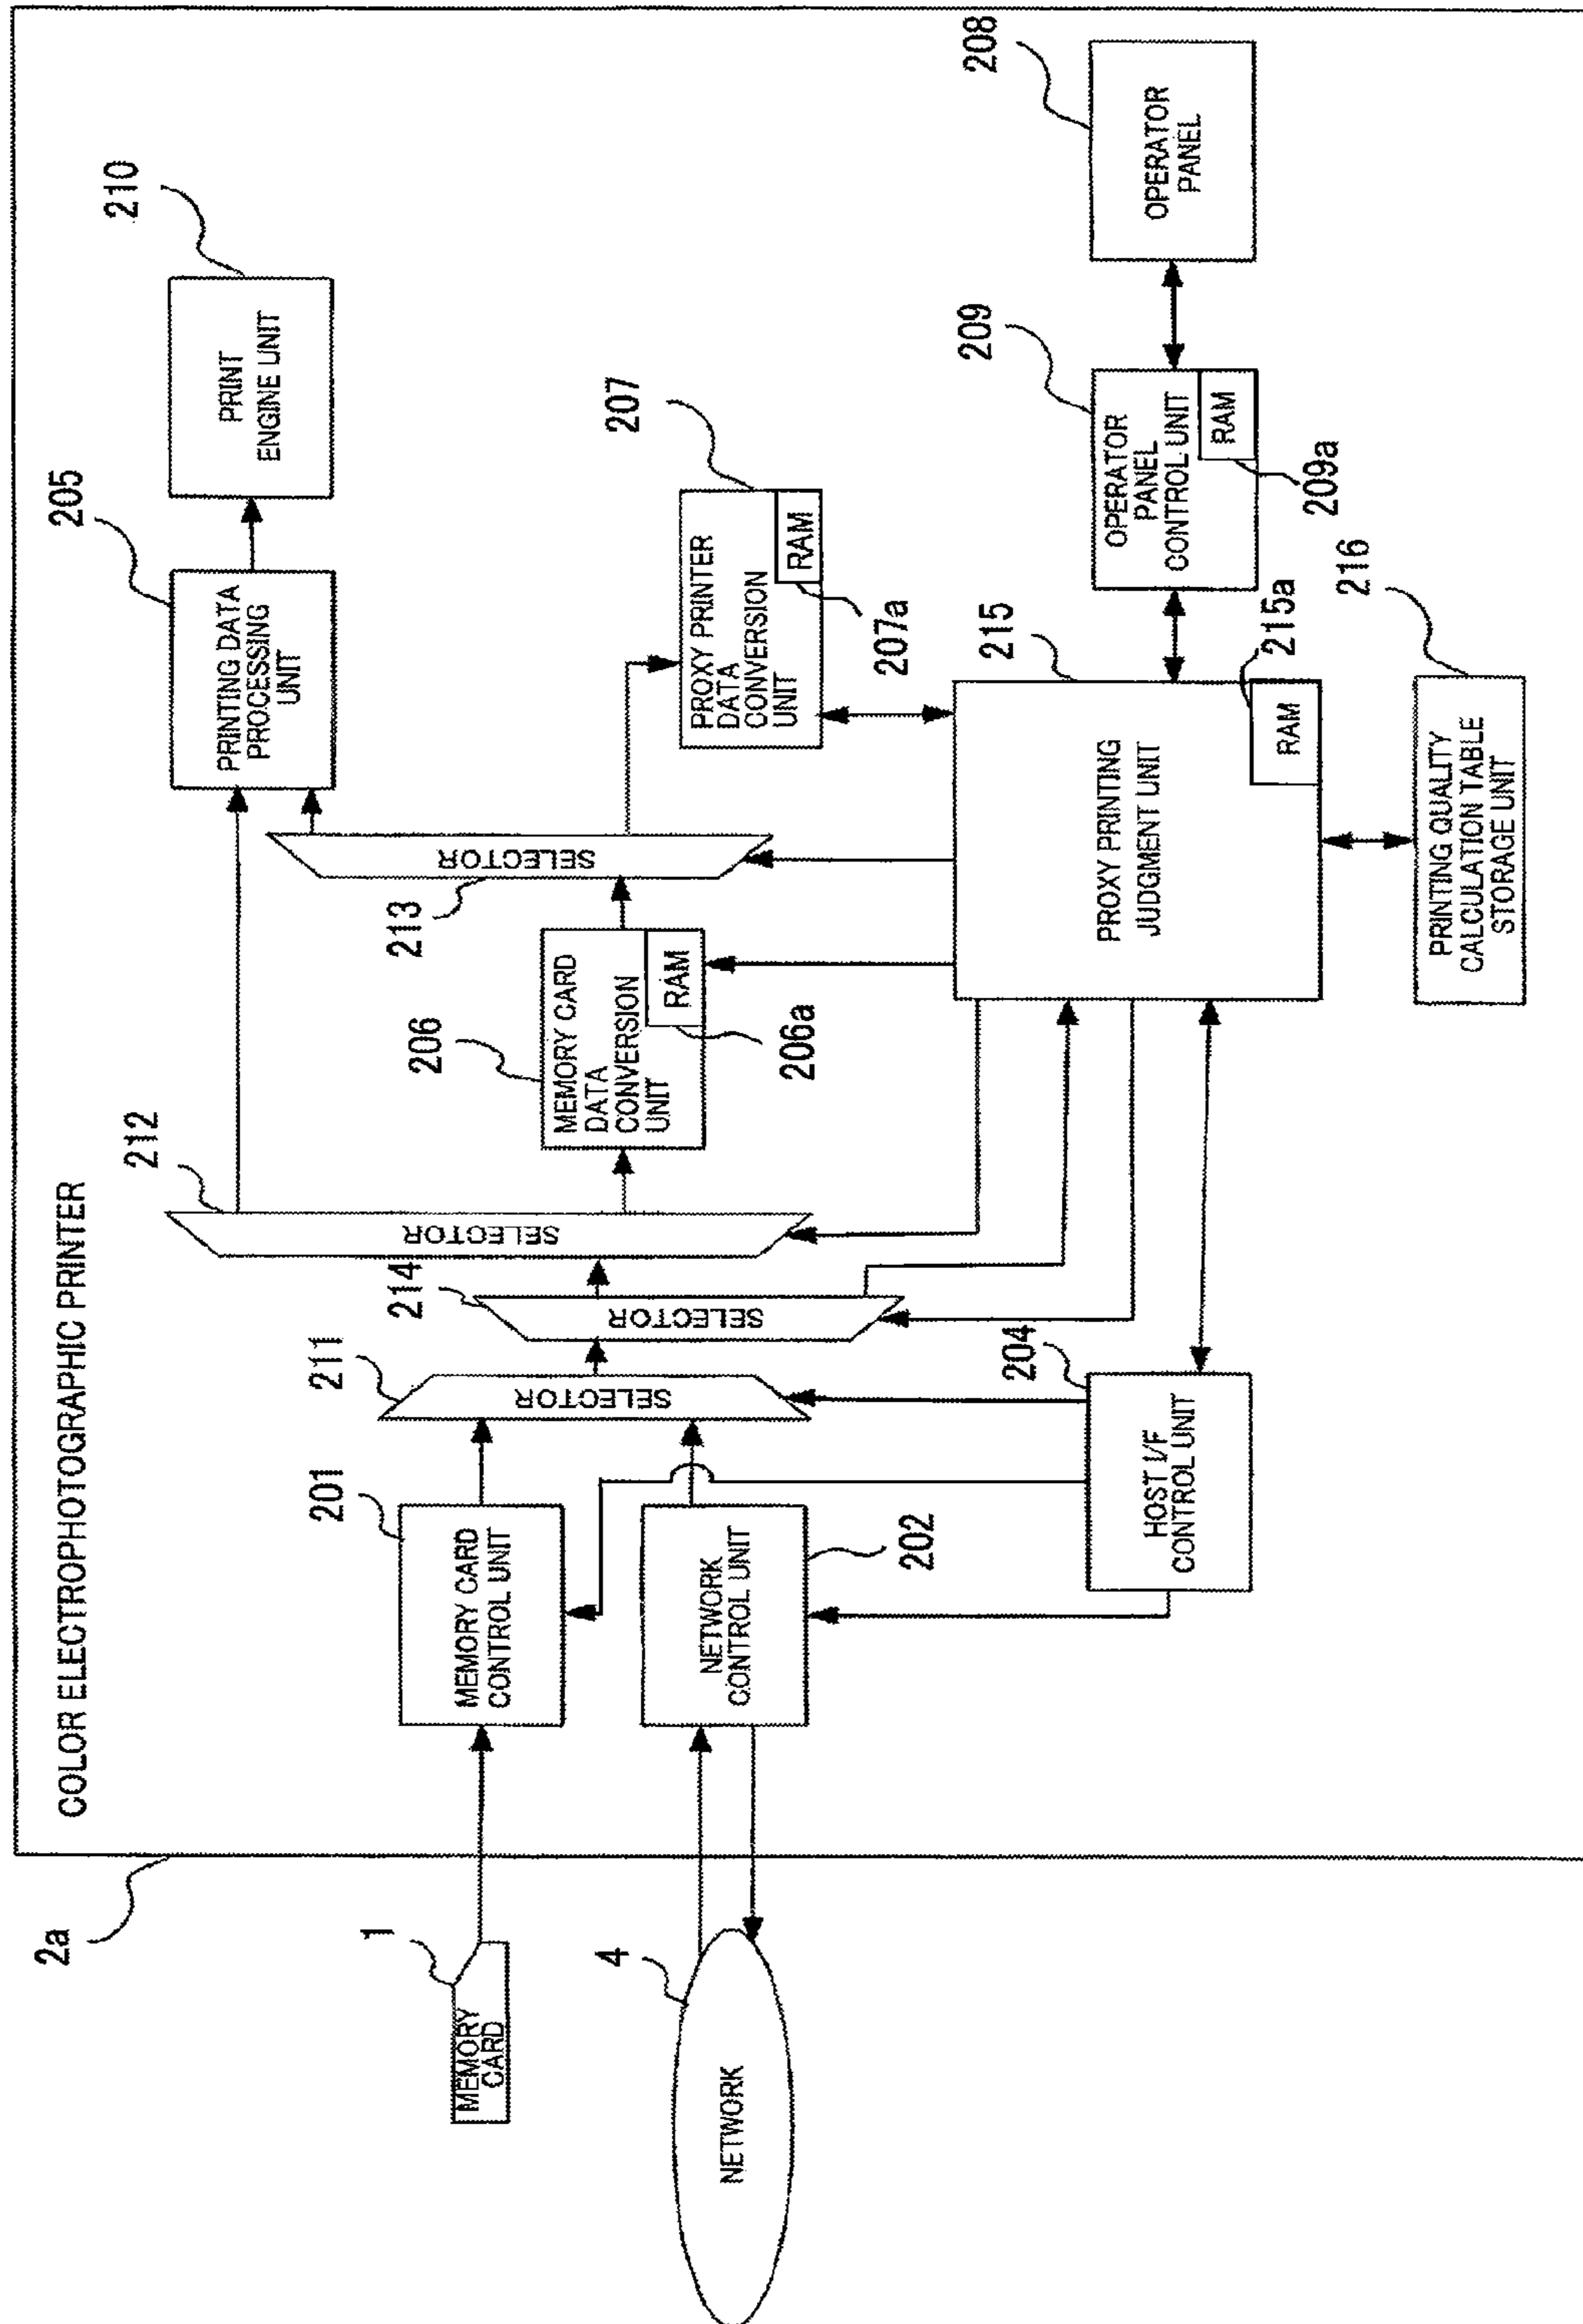 COLOR ELECTROPHOTOGRAPHIC PRINTER
2a
1
MEMORY
CARD
4
NETWORK
201
MEMORY CARD
CONTROL UNIT
202
NETWORK
CONTROL UNIT
204
HOST I/F
CONTROL UNIT
211
SELECTOR
214
SELECTOR
212
SELECTOR
206
MEMORY CARD
DATA
CONVERSION
UNIT
RAM
206a
213
SELECTOR
205
PRINTING DATA
PROCESSING
UNIT
210
PRINT
ENGINE UNIT
207
PROXY PRINTER
DATA
CONVERSION
UNIT
RAM
207a
215
PROXY PRINTING
JUDGMENT UNIT
RAM
215a
216
PRINTING QUALITY
CALCULATION TABLE
STORAGE UNIT
209
OPERATOR
PANEL
CONTROL UNIT
RAM
209a
208
OPERATOR
PANEL